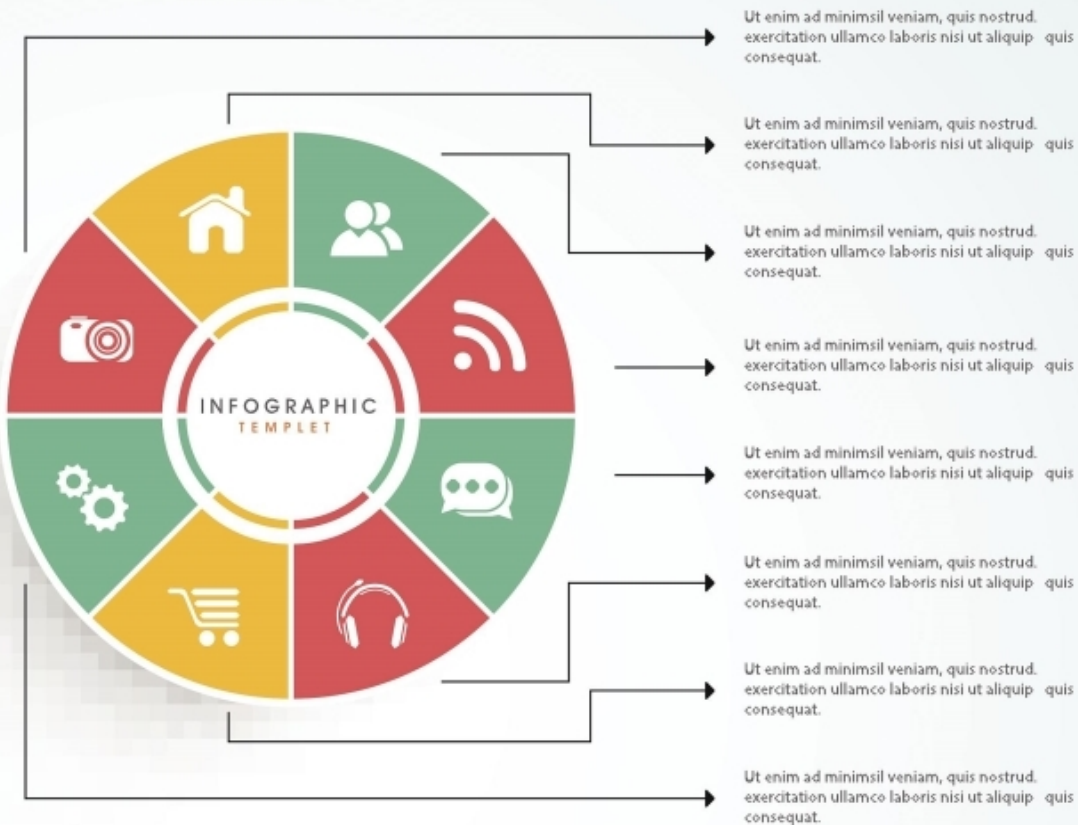 Ut enim ad minimsil veniam, quis nostrud.
exercitation ullamco laboris nisi ut aliquip quis
consequat.
Ut enim ad minimsil veniam, quis nostrud.
exercitation ullamco laboris nisi ut aliquip quis
consequat.
Ut enim ad minimsil veniam, quis nostrud.
exercitation ullamco laboris nisi ut aliquip quis
consequat.
Ut enim ad minimsil veniam, quis nostrud.
exercitation ullamco laboris nisi ut aliquip quis
consequat.
INFOGRAPHIC
TEMPLET
Ut enim ad minimsil veniam, quis nostrud.
exercitation ullamco laboris nisi ut aliquip quis
consequat.
Ut enim ad minimsil veniam, quis nostrud.
exercitation ullamco laboris nisi ut aliquip quis
consequat.
Ut enim ad minimsil veniam, quis nostrud.
exercitation ullamco laboris nisi ut aliquip quis
consequat.
Ut enim ad minimsil veniam, quis nostrud.
exercitation ullamco laboris nisi ut aliquip quis
consequat.